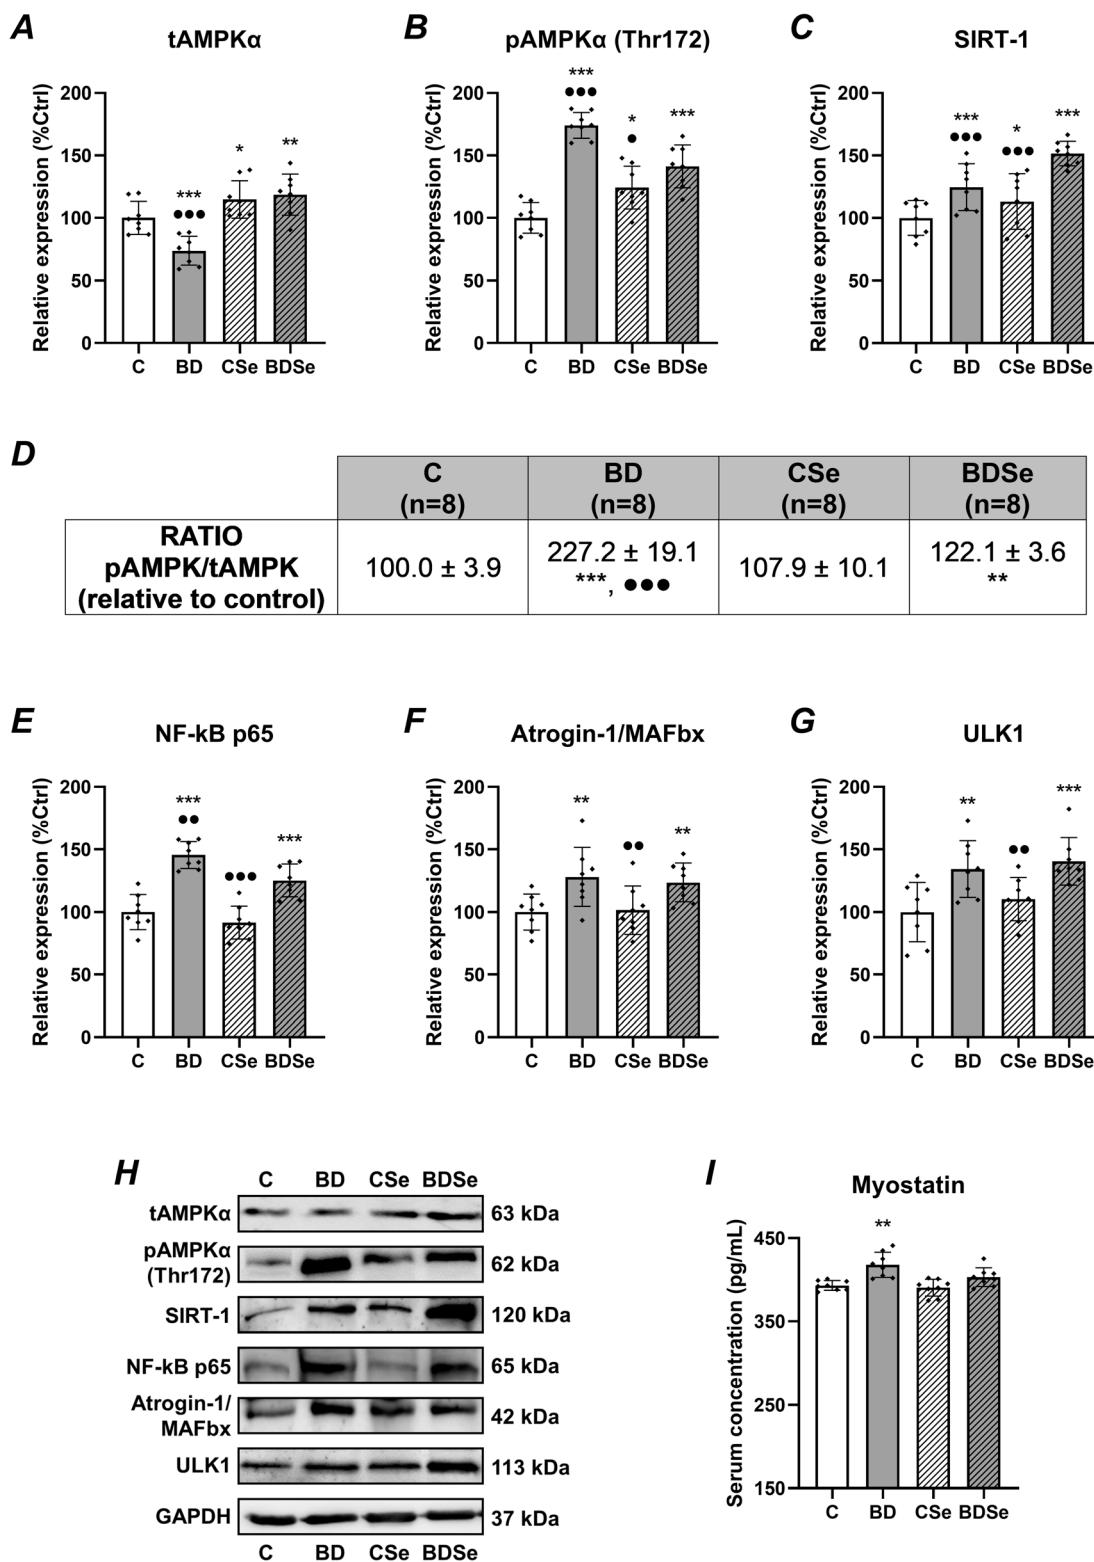 A
tAMPKα
Relative expression (%Ctrl)
200
150
100
50
0
***
●●●
*
**
C BD CSe BDSe
B
pAMPKα (Thr172)
Relative expression (%Ctrl)
200
150
100
50
0
***
●●●
*
●
***
C BD CSe BDSe
C
SIRT-1
Relative expression (%Ctrl)
200
150
100
50
0
***
●●●
*
●●●
***
C BD CSe BDSe
D
C BD CSe BDSe
(n=8) (n=8) (n=8) (n=8)
RATIO
pAMPK/tAMPK
(relative to control)
100.0 ± 3.9
227.2 ± 19.1
***, ●●●
107.9 ± 10.1
122.1 ± 3.6
**
E
NF-kB p65
Relative expression (%Ctrl)
200
150
100
50
0
***
●●
●●●
***
C BD CSe BDSe
F
Atrogin-1/MAFbx
Relative expression (%Ctrl)
200
150
100
50
0
**
●●
**
C BD CSe BDSe
G
ULK1
Relative expression (%Ctrl)
200
150
100
50
0
**
●●
***
C BD CSe BDSe
H
C BD CSe BDSe
tAMPKα 63 kDa
pAMPKα
(Thr172) 62 kDa
SIRT-1 120 kDa
NF-kB p65 65 kDa
Atrogin-1/
MAFbx 42 kDa
ULK1 113 kDa
GAPDH 37 kDa
C BD CSe BDSe
I
Myostatin
Serum concentration (pg/mL)
450
350
250
150
**
C BD CSe BDSe